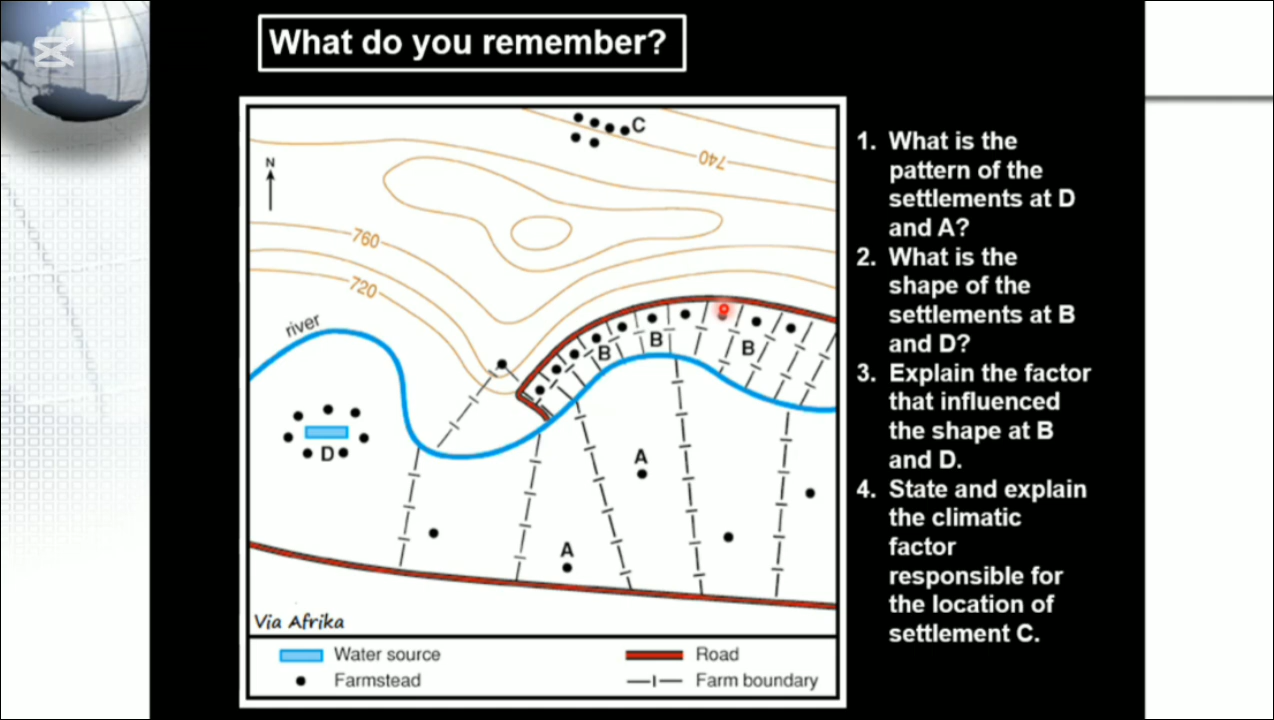 What do you remember?
C
740
N
760
720
river
B
B
B
D
A
A
Via Afrika
Water source
Road
Farmstead
Farm boundary
1. What is the
pattern of the
settlements at D
and A?
2. What is the
shape of the
settlements at B
and D?
3. Explain the factor
that influenced
the shape at B
and D.
4. State and explain
the climatic
factor
responsible for
the location of
settlement C.